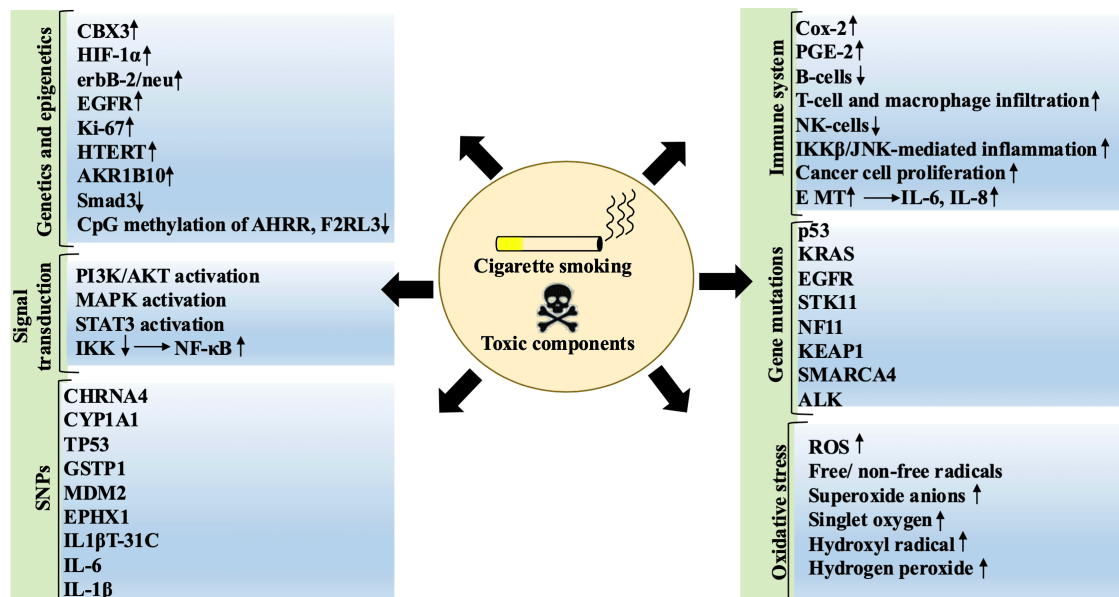 Genetics and epigenetics
CBX3↑
HIF-1α↑
erbB-2/neu↑
EGFR↑
Ki-67↑
HTERT↑
AKR1B10↑
Smad3↓
CpG methylation of AHRR, F2RL3↓
Signal
transduction
PI3K/AKT activation
MAPK activation
STAT3 activation
IKK ↓ → NF-κB ↑
SNPs
CHRNA4
CYP1A1
TP53
GSTP1
MDM2
EPHX1
IL1βT-31C
IL-6
IL-1β
Cigarette smoking
Toxic components
Immune system
Cox-2↑
PGE-2↑
B-cells↓
T-cell and macrophage infiltration↑
NK-cells↓
IKKβ/JNK-mediated inflammation ↑
Cancer cell proliferation ↑
E MT↑ →IL-6, IL-8↑
Gene mutations
p53
KRAS
EGFR
STK11
NF11
KEAP1
SMARCA4
ALK
Oxidative stress
ROS ↑
Free/ non-free radicals
Superoxide anions ↑
Singlet oxygen ↑
Hydroxyl radical ↑
Hydrogen peroxide ↑